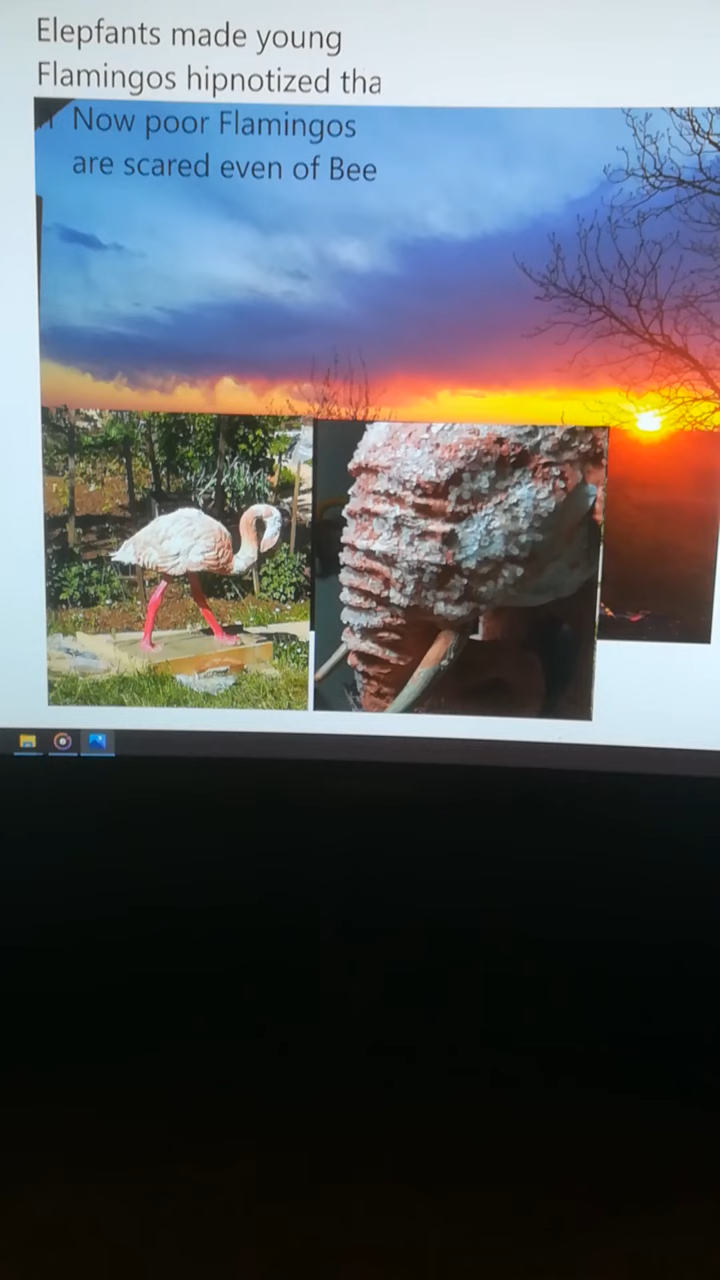 Elepfants made young
Flamingos hipnotized tha
Now poor Flamingos
are scared even of Bee